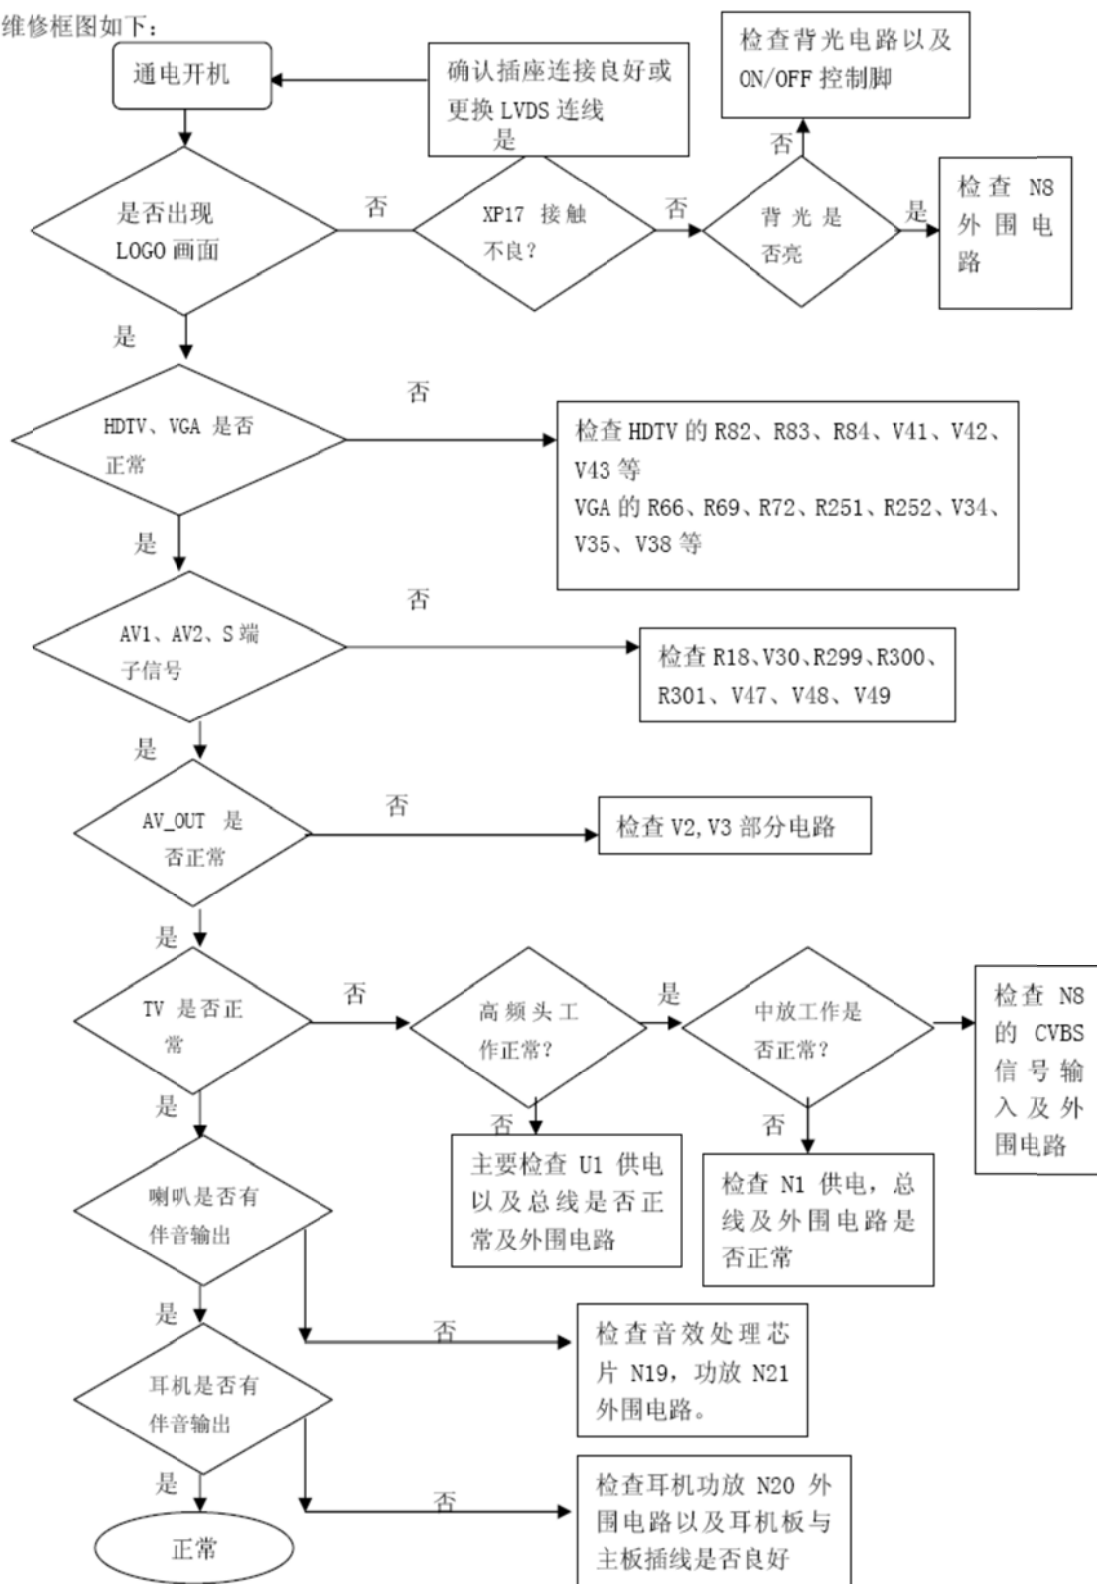 维修框图如下：
通电开机
确认插座连接良好或
更换 LVDS 连线
是
检查背光电路以及
ON/OFF 控制脚
否
是否出现
LOGO 画面
否
XP17 接触
不良？
否
背光是
否亮
是
检查 N8
外围电
路
是
HDTV、VGA 是否
正常
否
检查 HDTV 的 R82、R83、R84、V41、V42、
V43 等
VGA 的 R66、R69、R72、R251、R252、V34、
V35、V38 等
是
AV1、AV2、S 端
子信号
否
检查 R18、V30、R299、R300、
R301、V47、V48、V49
是
AV_OUT 是
否正常
否
检查 V2,V3 部分电路
是
TV 是否正
常
否
高频头工
作正常？
是
中放工作是
否正常？
检查 N8
的 CVBS
信号输
入及外
围电路
是
否
主要检查 U1 供电
以及总线是否正
常及外围电路
否
检查 N1 供电，总
线及外围电路是
否正常
喇叭是否有
伴音输出
是
否
检查音效处理芯
片 N19，功放 N21
外围电路。
耳机是否有
伴音输出
是
否
检查耳机功放 N20 外
围电路以及耳机板与
主板插线是否良好
正常